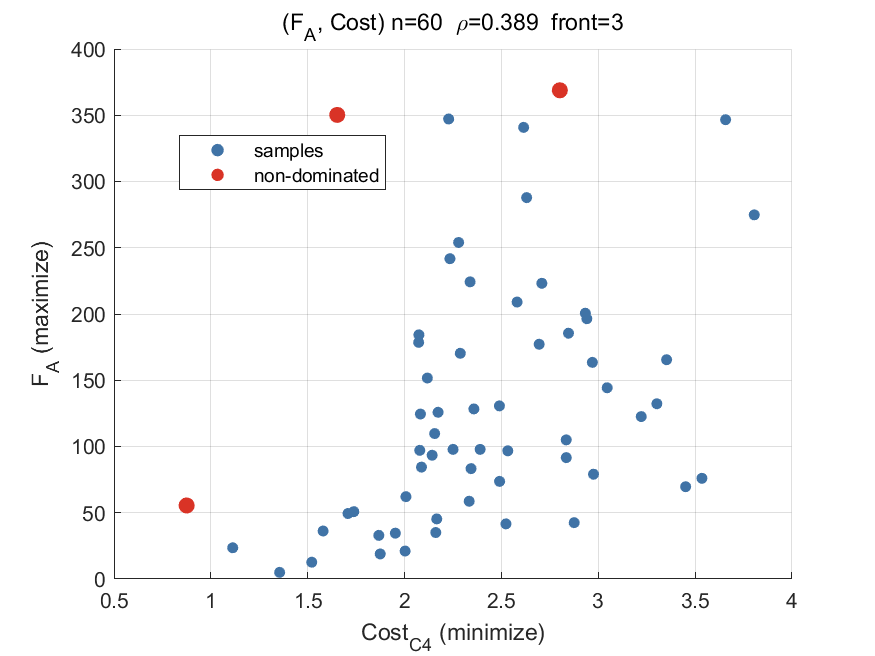 (F_A, Cost) n=60 ρ=0.389 front=3
400
350
300
250
200
150
100
50
0
samples
non-dominated
F_A (maximize)
0.5 1 1.5 2 2.5 3 3.5 4
Cost_C4 (minimize)